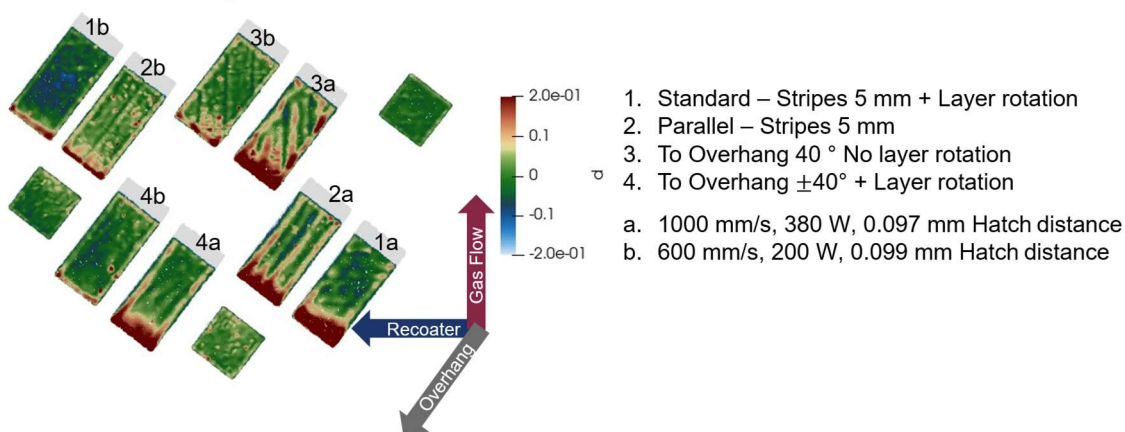 1b
2b
3b
3a
4b
4a
2a
1a
2.0e-01
0.1
0
-0.1
-2.0e-01
d
Gas Flow
Recoater
Overhang
1. Standard – Stripes 5 mm + Layer rotation
2. Parallel – Stripes 5 mm
3. To Overhang 40 ° No layer rotation
4. To Overhang ±40° + Layer rotation
a. 1000 mm/s, 380 W, 0.097 mm Hatch distance
b. 600 mm/s, 200 W, 0.099 mm Hatch distance